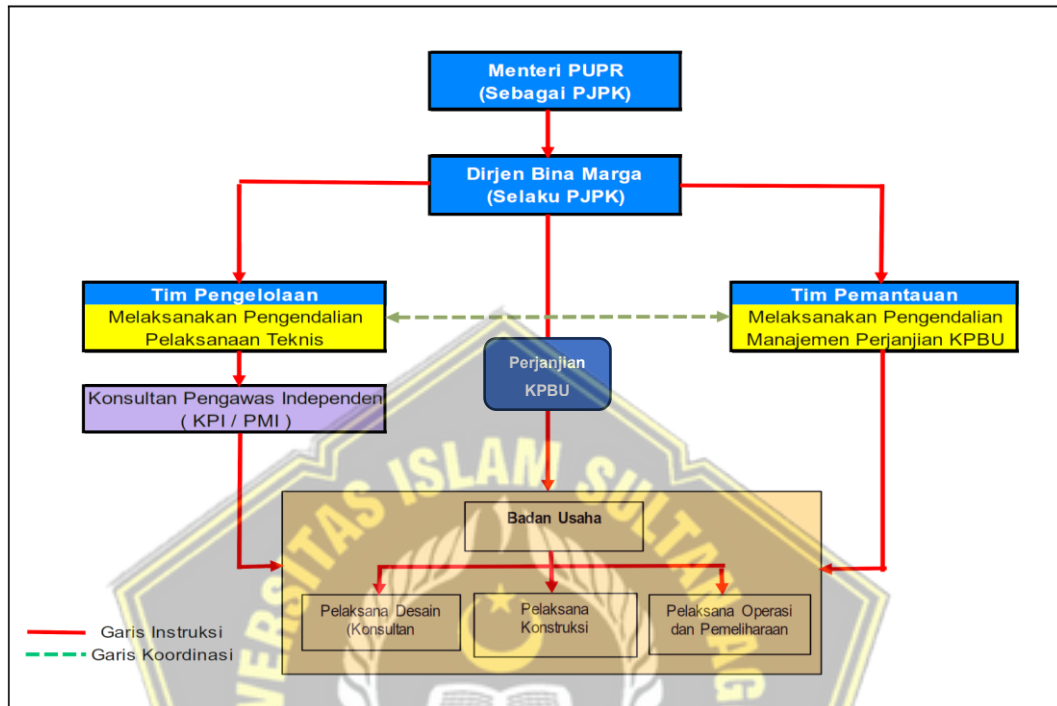 Menteri PUPR
(Sebagai PJPK)
Dirjen Bina Marga
(Selaku PJPK)
Tim Pengelolaan
Melaksanakan Pengendalian
Pelaksanaan Teknis
Tim Pemantauan
Melaksanakan Pengendalian
Manajemen Perjanjian KPBU
Perjanjian
KPBU
Konsultan Pengawas Independen
( KPI / PMI )
Badan Usaha
Pelaksana Desain
(Konsultan
Pelaksana
Konstruksi
Pelaksana Operasi
dan Pemeliharaan
Garis Instruksi
Garis Koordinasi
ISLAM